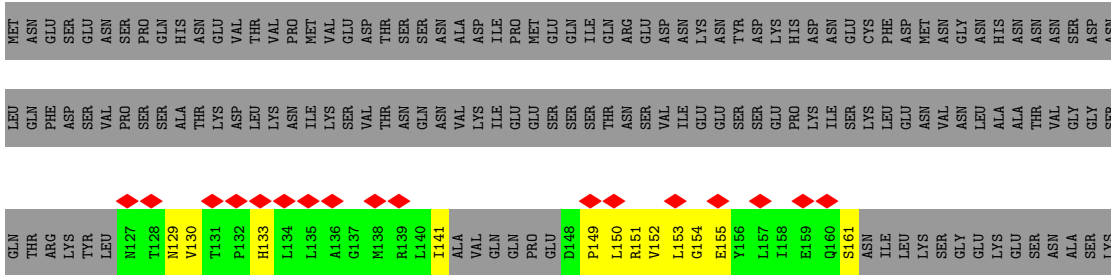 MET ASN GLU SER GLU ASN SER PRO GLN HIS ASN GLU VAL THR VAL PRO MET VAL GLU ASP THR SER SER ASN ALA ASP ILE PRO MET GLU GLN ILE GLN ARG GLU ASP ASN LYS ASN TYR ASP LYS HIS ASP ASN GLU CYS PHE ASP MET ASN GLY ASN HIS ASN ASN ASN SER ASP ASN
LEU GLN PHE ASP SER VAL PRO SER SER ALA THR LYS ASP LEU LYS ASN ILE LYS SER VAL THR ASN GLN ASN VAL LYS ILE GLU GLU SER SER SER THR ASN SER VAL ILE GLU GLU SER SER GLU PRO LYS ILE SER LYS LEU GLU ASN VAL ASN LEU ALA ALA THR VAL GLY GLY SER
GLN THR ARG LYS TYR LEU N127 T128 N129 V130 T131 P132 H133 L134 L135 A136 G137 M138 R139 L140 I141 ALA VAL GLN GLN PRO GLU D148 P149 L150 R151 V152 L153 G154 E155 Y156 L157 I158 E159 Q160 S161 ASN ILE LEU LYS SER GLY GLU LYS GLU SER ASN ALA SER LYS